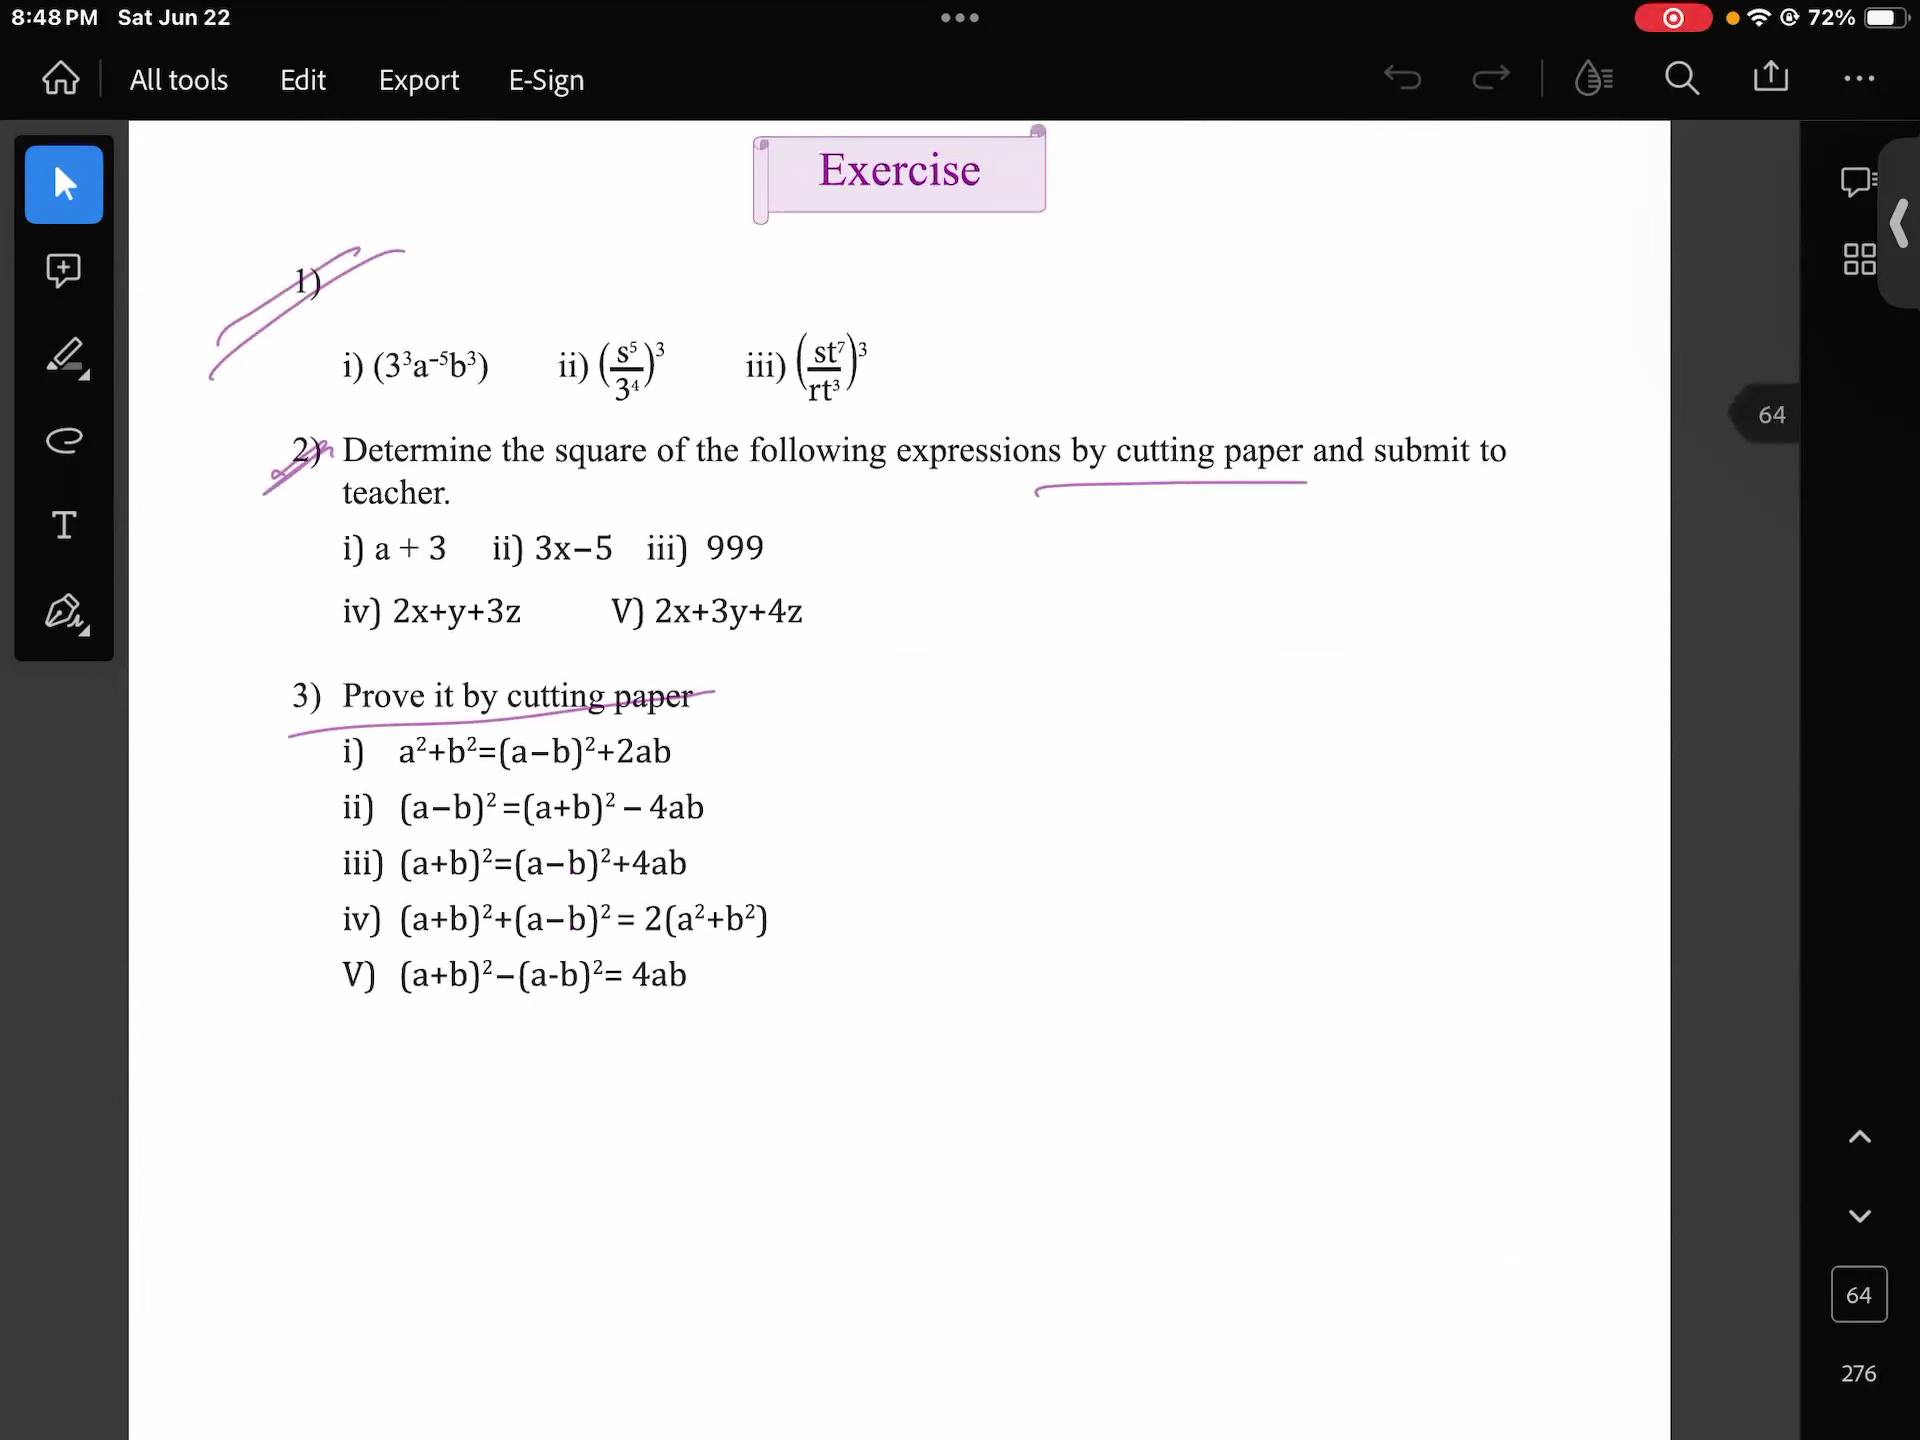 8:48 PM Sat Jun 22
72%
All tools Edit Export E-Sign
Exercise
1)
i) (3³a⁻⁵b³) ii) (s⁵/3⁴)³ iii) (st⁷/rt³)³
64
2) Determine the square of the following expressions by cutting paper and submit to
teacher.
i) a + 3 ii) 3x−5 iii) 999
iv) 2x+y+3z V) 2x+3y+4z
3) Prove it by cutting paper
i) a²+b²=(a−b)²+2ab
ii) (a−b)² =(a+b)² − 4ab
iii) (a+b)²=(a−b)²+4ab
iv) (a+b)²+(a−b)² = 2(a²+b²)
V) (a+b)²−(a-b)²= 4ab
64
276